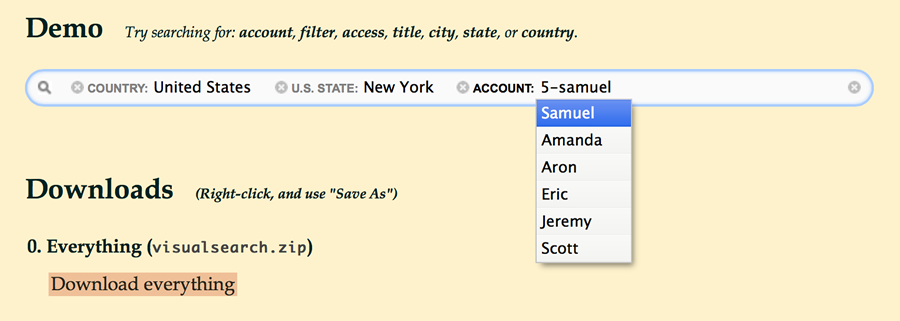 Demo Try searching for: account, filter, access, title, city, state, or country.
COUNTRY: United States U.S. STATE: New York ACCOUNT: 5-samuel
Samuel
Amanda
Aron
Eric
Jeremy
Scott
Downloads (Right-click, and use "Save As")
0. Everything (visualsearch.zip)
Download everything